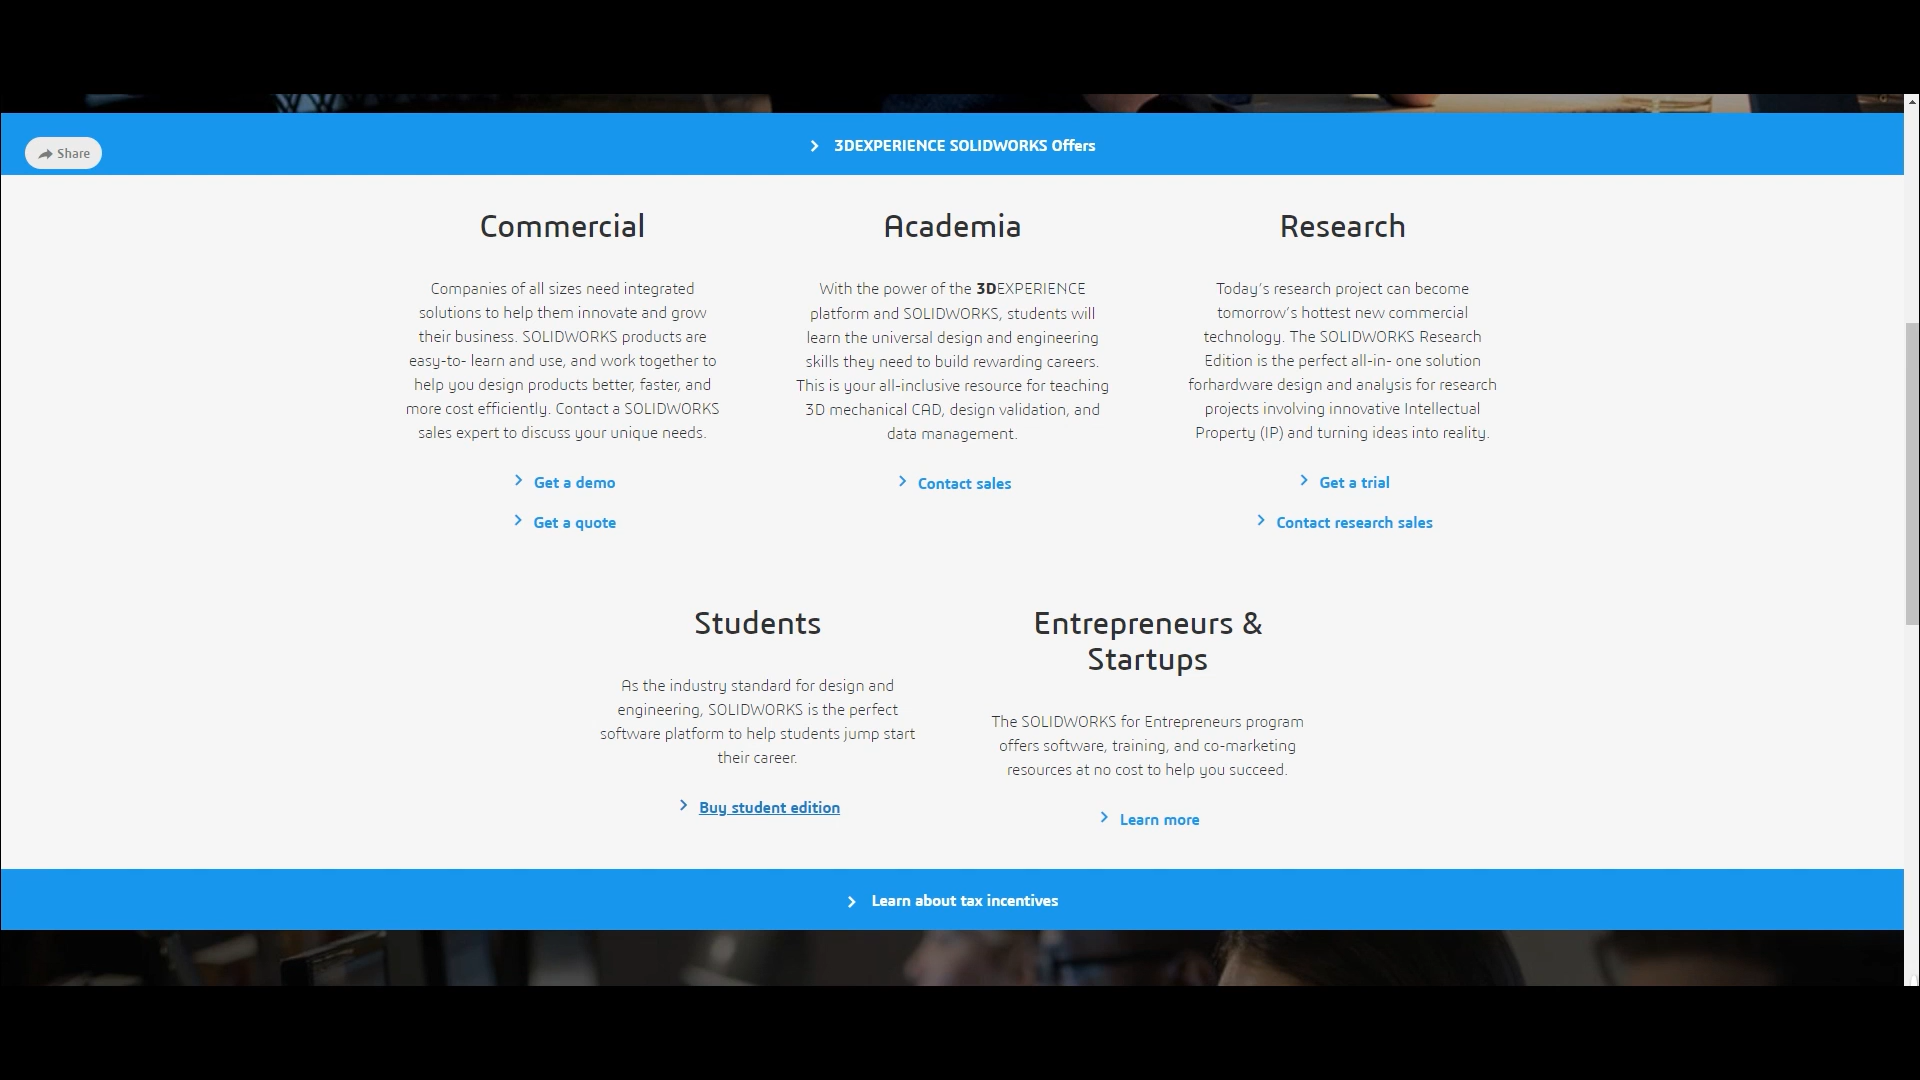 3DEXPERIENCE SOLIDWORKS Offers
Share
Commercial
Companies of all sizes need integrated
solutions to help them innovate and grow
their business. SOLIDWORKS products are
easy-to- learn and use, and work together to
help you design products better, faster, and
more cost efficiently. Contact a SOLIDWORKS
sales expert to discuss your unique needs.
Get a demo
Get a quote
Academia
With the power of the 3DEXPERIENCE
platform and SOLIDWORKS, students will
learn the universal design and engineering
skills they need to build rewarding careers.
This is your all-inclusive resource for teaching
3D mechanical CAD, design validation, and
data management.
Contact sales
Research
Today's research project can become
tomorrow's hottest new commercial
technology. The SOLIDWORKS Research
Edition is the perfect all-in- one solution
forhardware design and analysis for research
projects involving innovative Intellectual
Property (IP) and turning ideas into reality.
Get a trial
Contact research sales
Students
As the industry standard for design and
engineering, SOLIDWORKS is the perfect
software platform to help students jump start
their career.
Buy student edition
Entrepreneurs &
Startups
The SOLIDWORKS for Entrepreneurs program
offers software, training, and co-marketing
resources at no cost to help you succeed.
Learn more
Learn about tax incentives